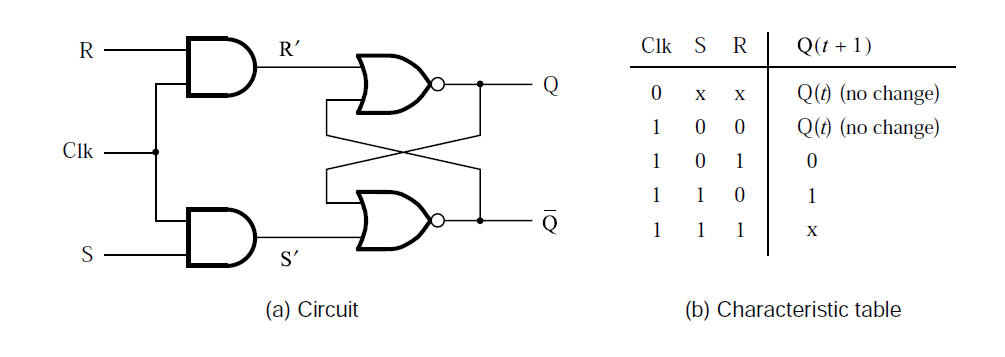 R
R′
Q
Clk
S
S′
Q̅
(a) Circuit
Clk S R Q(t + 1)
0 x x Q(t) (no change)
1 0 0 Q(t) (no change)
1 0 1 0
1 1 0 1
1 1 1 x
(b) Characteristic table